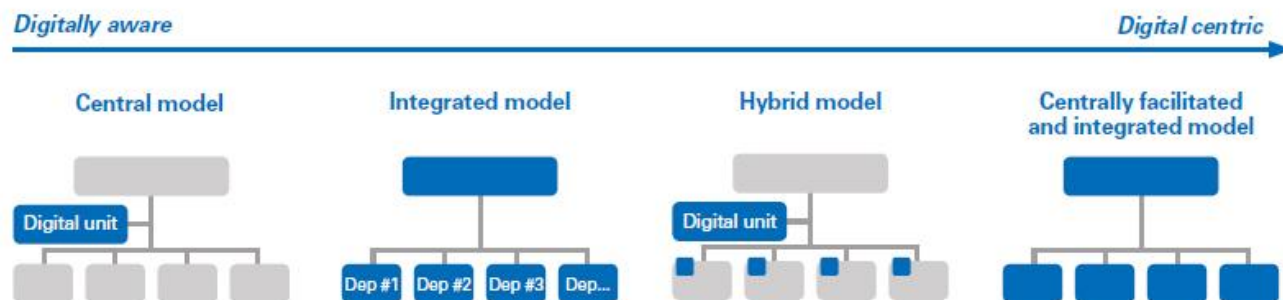 Digitally aware
Digital centric
Central model
Integrated model
Hybrid model
Centrally facilitated
and integrated model
Digital unit
Dep #1
Dep #2
Dep #3
Dep...
Digital unit